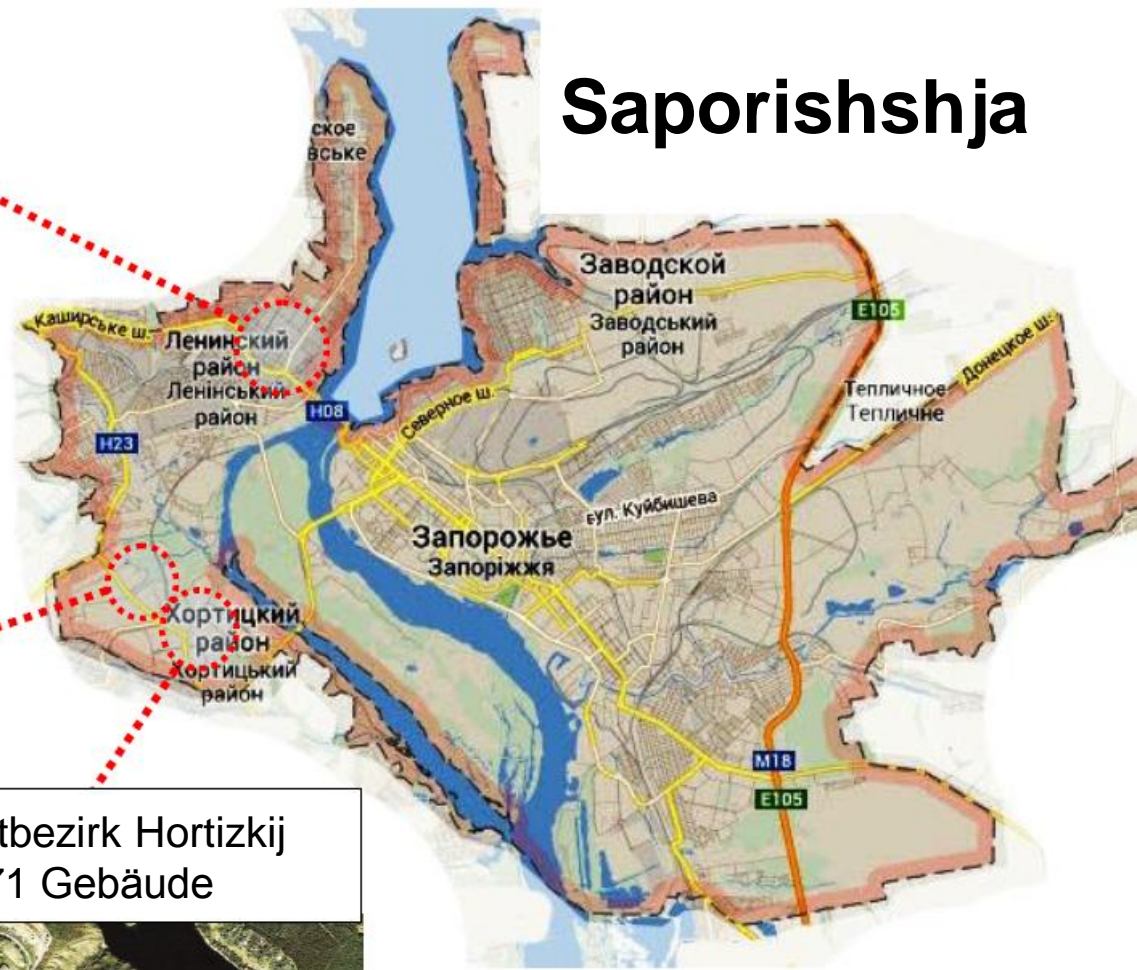 Saporishshja
ское
вське
Заводской
район
Заводський
район
E105
Каширське ш.
Ленинский
район
Ленінський
район
H08
Северное ш.
Донецкое ш.
Тепличное
Тепличне
H23
вул. Куйбишева
Запорожье
Запоріжжя
Хортицкий
район
Хортицький
район
M18
E105
tbezirk Hortizkij
71 Gebäude